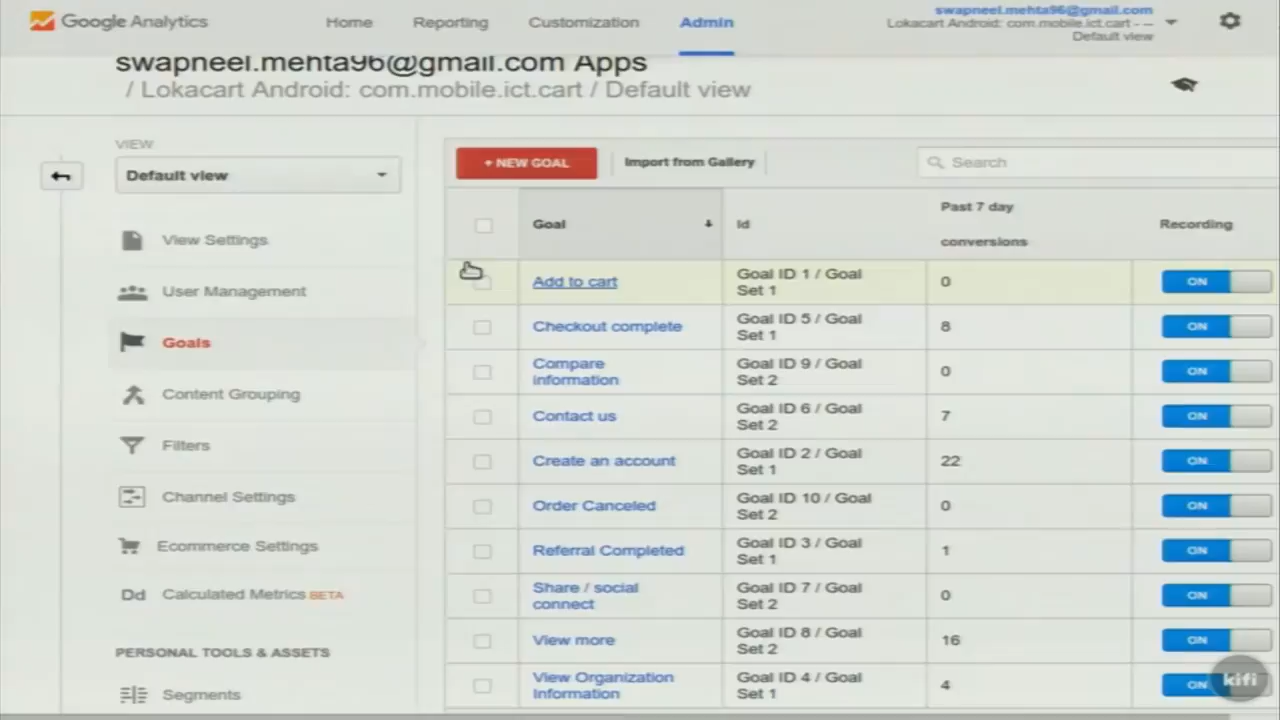 Google Analytics
Home
Reporting
Customization
Admin
swapneel.mehta96@gmail.com
Lokacart Android: com.mobile.ict.cart - --
Default view
swapneel.mehta96@gmail.com Apps
/ Lokacart Android: com.mobile.ict.cart / Default view
VIEW
Default view
View Settings
User Management
Goals
Content Grouping
Filters
Channel Settings
Ecommerce Settings
Dd Calculated Metrics BETA
PERSONAL TOOLS & ASSETS
Segments
+ NEW GOAL
Import from Gallery
Search
Goal
Id
Past 7 day
conversions
Recording
Add to cart
Goal ID 1 / Goal
Set 1
0
ON
Checkout complete
Goal ID 5 / Goal
Set 1
8
ON
Compare
information
Goal ID 9 / Goal
Set 2
0
ON
Contact us
Goal ID 6 / Goal
Set 2
7
ON
Create an account
Goal ID 2 / Goal
Set 1
22
ON
Order Canceled
Goal ID 10 / Goal
Set 2
0
ON
Referral Completed
Goal ID 3 / Goal
Set 1
1
ON
Share / social
connect
Goal ID 7 / Goal
Set 2
0
ON
View more
Goal ID 8 / Goal
Set 2
16
ON
View Organization
Information
Goal ID 4 / Goal
Set 1
4
ON
kifi